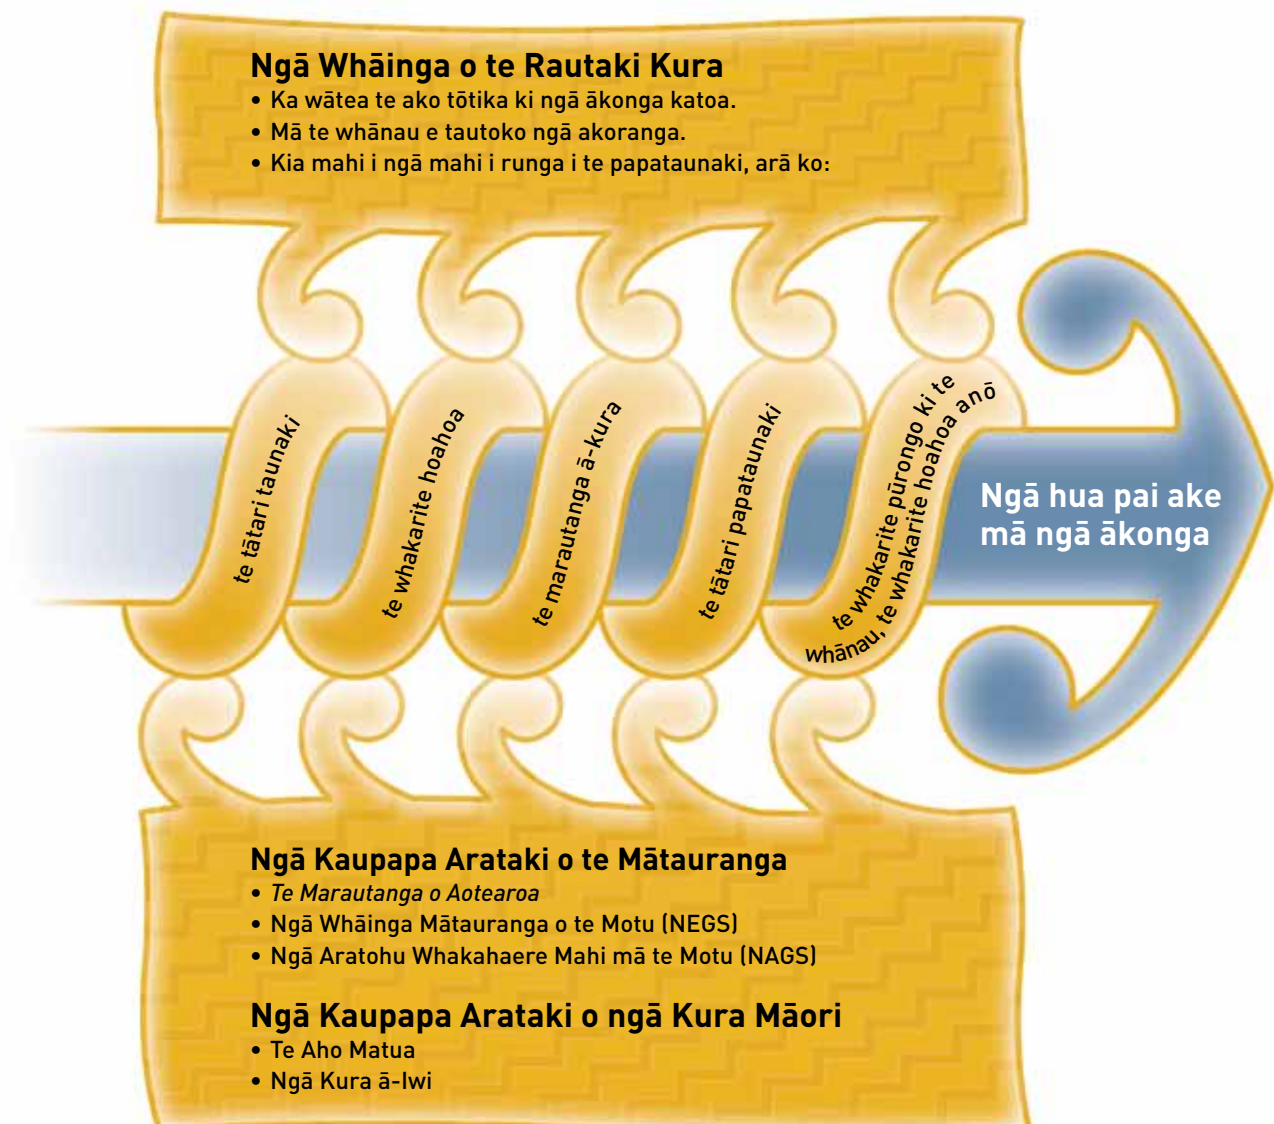 Ngā Whāinga o te Rautaki Kura
• Ka wātea te ako tōtika ki ngā ākonga katoa.
• Mā te whānau e tautoko ngā akoranga.
• Kia mahi i ngā mahi i runga i te papataunaki, arā ko:
te tātari taunaki
te whakarite hoahoa
te marautanga ā-kura
te tātari papataunaki
te whakarite pūrongo ki te
whānau, te whakarite hoahoa anō
Ngā hua pai ake
mā ngā ākonga
Ngā Kaupapa Arataki o te Mātauranga
• Te Marautanga o Aotearoa
• Ngā Whāinga Mātauranga o te Motu (NEGS)
• Ngā Aratohu Whakahaere Mahi mā te Motu (NAGS)
Ngā Kaupapa Arataki o ngā Kura Māori
• Te Aho Matua
• Ngā Kura ā-Iwi